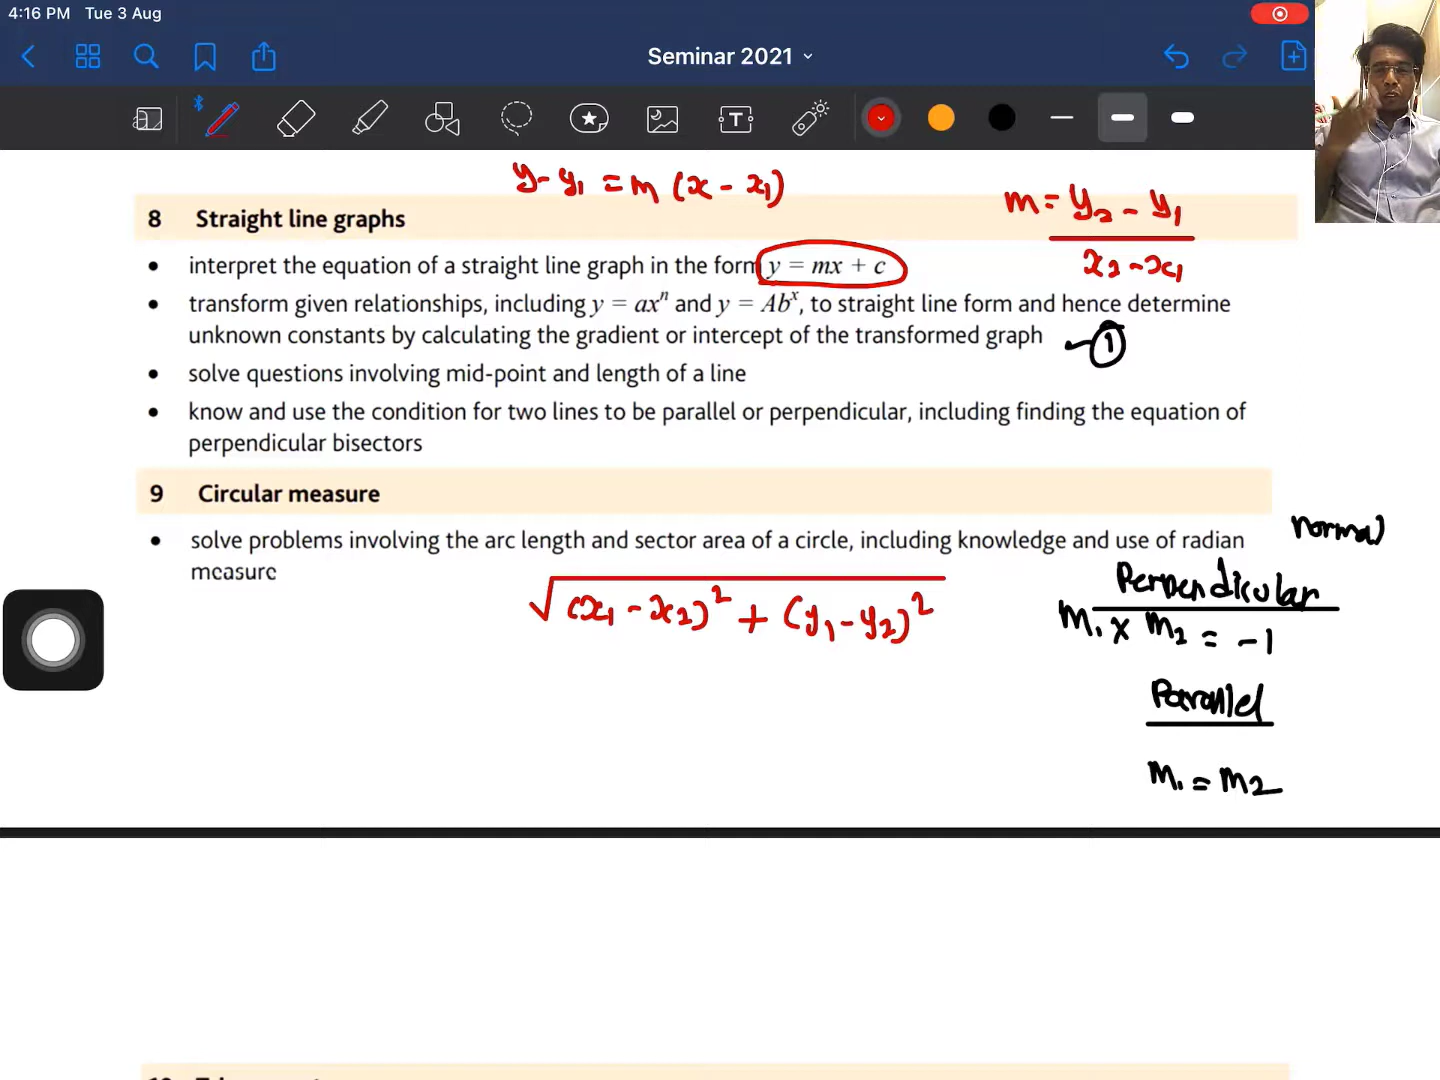 4:16 PM Tue 3 Aug
Seminar 2021
y - y₁ = m (x - x₁)
m = y₂ - y₁
x₂ - x₁
8 Straight line graphs
• interpret the equation of a straight line graph in the form y = mx + c
• transform given relationships, including y = axⁿ and y = Abˣ, to straight line form and hence determine
unknown constants by calculating the gradient or intercept of the transformed graph
①
• solve questions involving mid-point and length of a line
• know and use the condition for two lines to be parallel or perpendicular, including finding the equation of
perpendicular bisectors
9 Circular measure
normal
• solve problems involving the arc length and sector area of a circle, including knowledge and use of radian
measure
√(x₁ - x₂)² + (y₁ - y₂)²
Perpendicular
m₁ × m₂ = -1
Parallel
m₁ = m₂